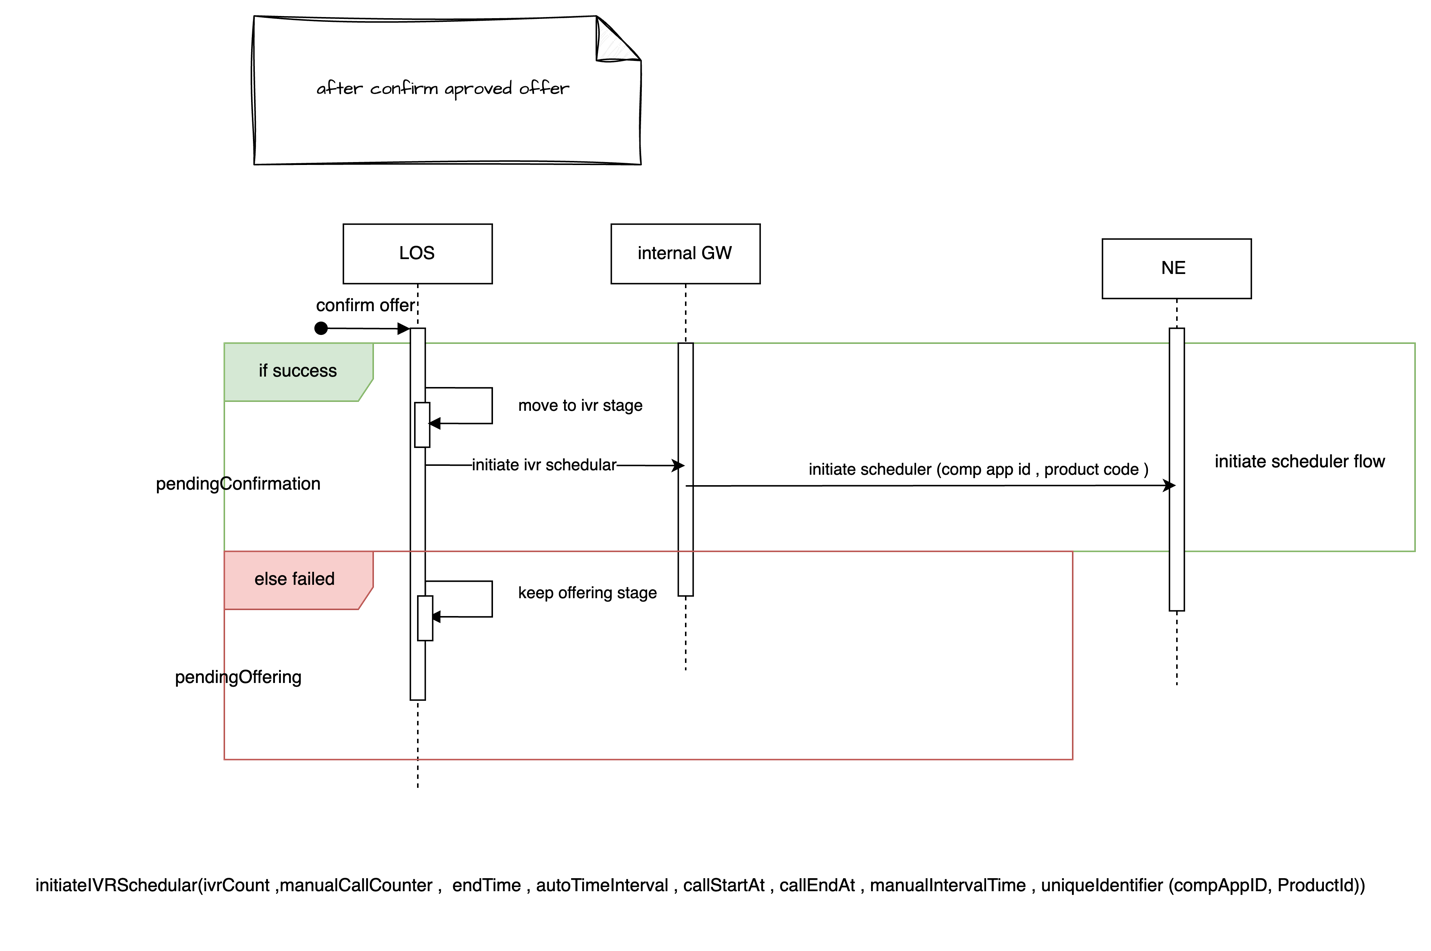 after confirm aproved offer
LOS
internal GW
NE
confirm offer
if success
move to ivr stage
initiate ivr schedular
initiate scheduler (comp app id , product code )
initiate scheduler flow
pendingConfirmation
else failed
keep offering stage
pendingOffering
initiateIVRSchedular(ivrCount ,manualCallCounter , endTime , autoTimeInterval , callStartAt , callEndAt , manualIntervalTime , uniqueIdentifier (compAppID, ProductId))